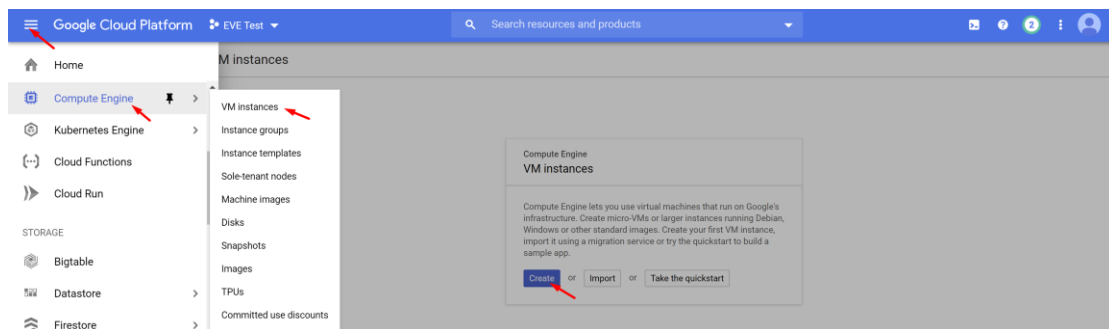 Google Cloud Platform EVE Test Search resources and products 2
Home
VM instances
Compute Engine
Kubernetes Engine
Cloud Functions
Cloud Run
STORAGE
Bigtable
Datastore
Firestore
VM instances
Instance groups
Instance templates
Sole-tenant nodes
Machine images
Disks
Snapshots
Images
TPUs
Committed use discounts
Compute Engine
VM instances
Compute Engine lets you use virtual machines that run on Google's
infrastructure. Create micro-VMs or larger instances running Debian,
Windows or other standard images. Create your first VM instance,
import it using a migration service or try the quickstart to build a
sample app.
Create or Import or Take the quickstart